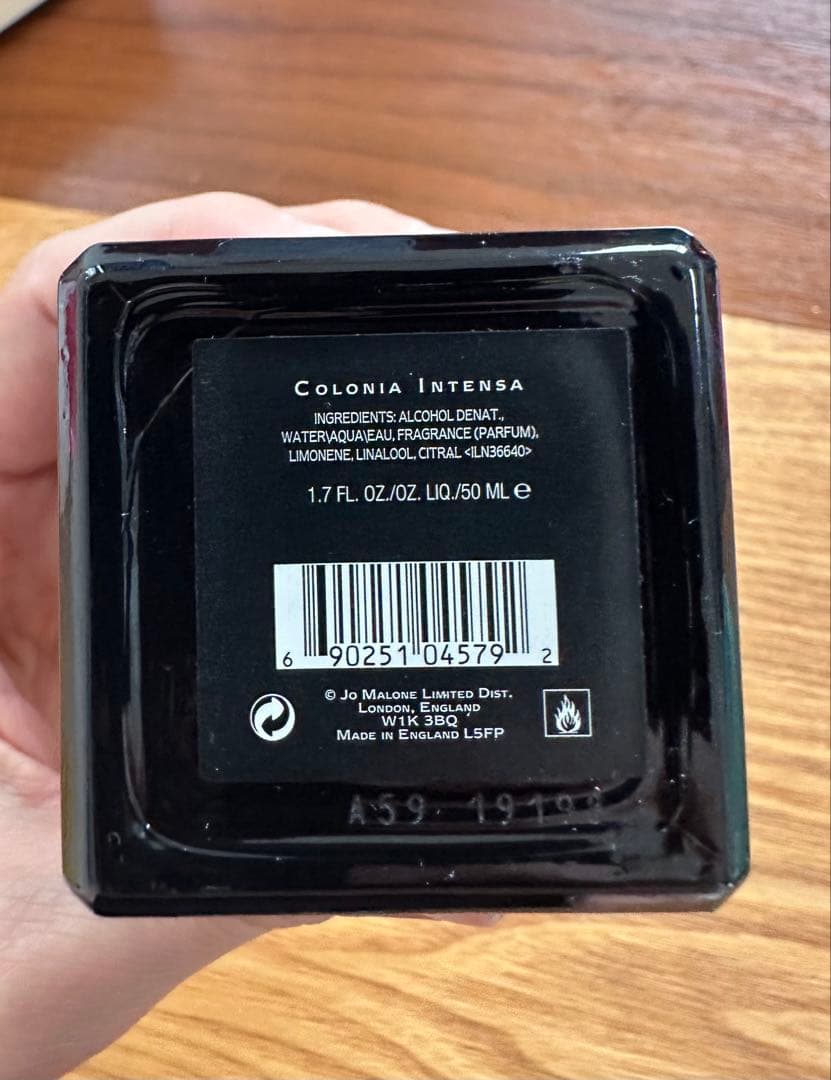 COLONIA INTENSA
INGREDIENTS: ALCOHOL DENAT.,
WATER\AQUA\EAU, FRAGRANCE (PARFUM),
LIMONENE, LINALOOL, CITRAL <ILN36640>
1.7 FL. OZ./OZ. LIQ./50 ML ℮
6 90251 04579 2
© JO MALONE LIMITED DIST.
LONDON, ENGLAND
W1K 3BQ
MADE IN ENGLAND L5FP
A59